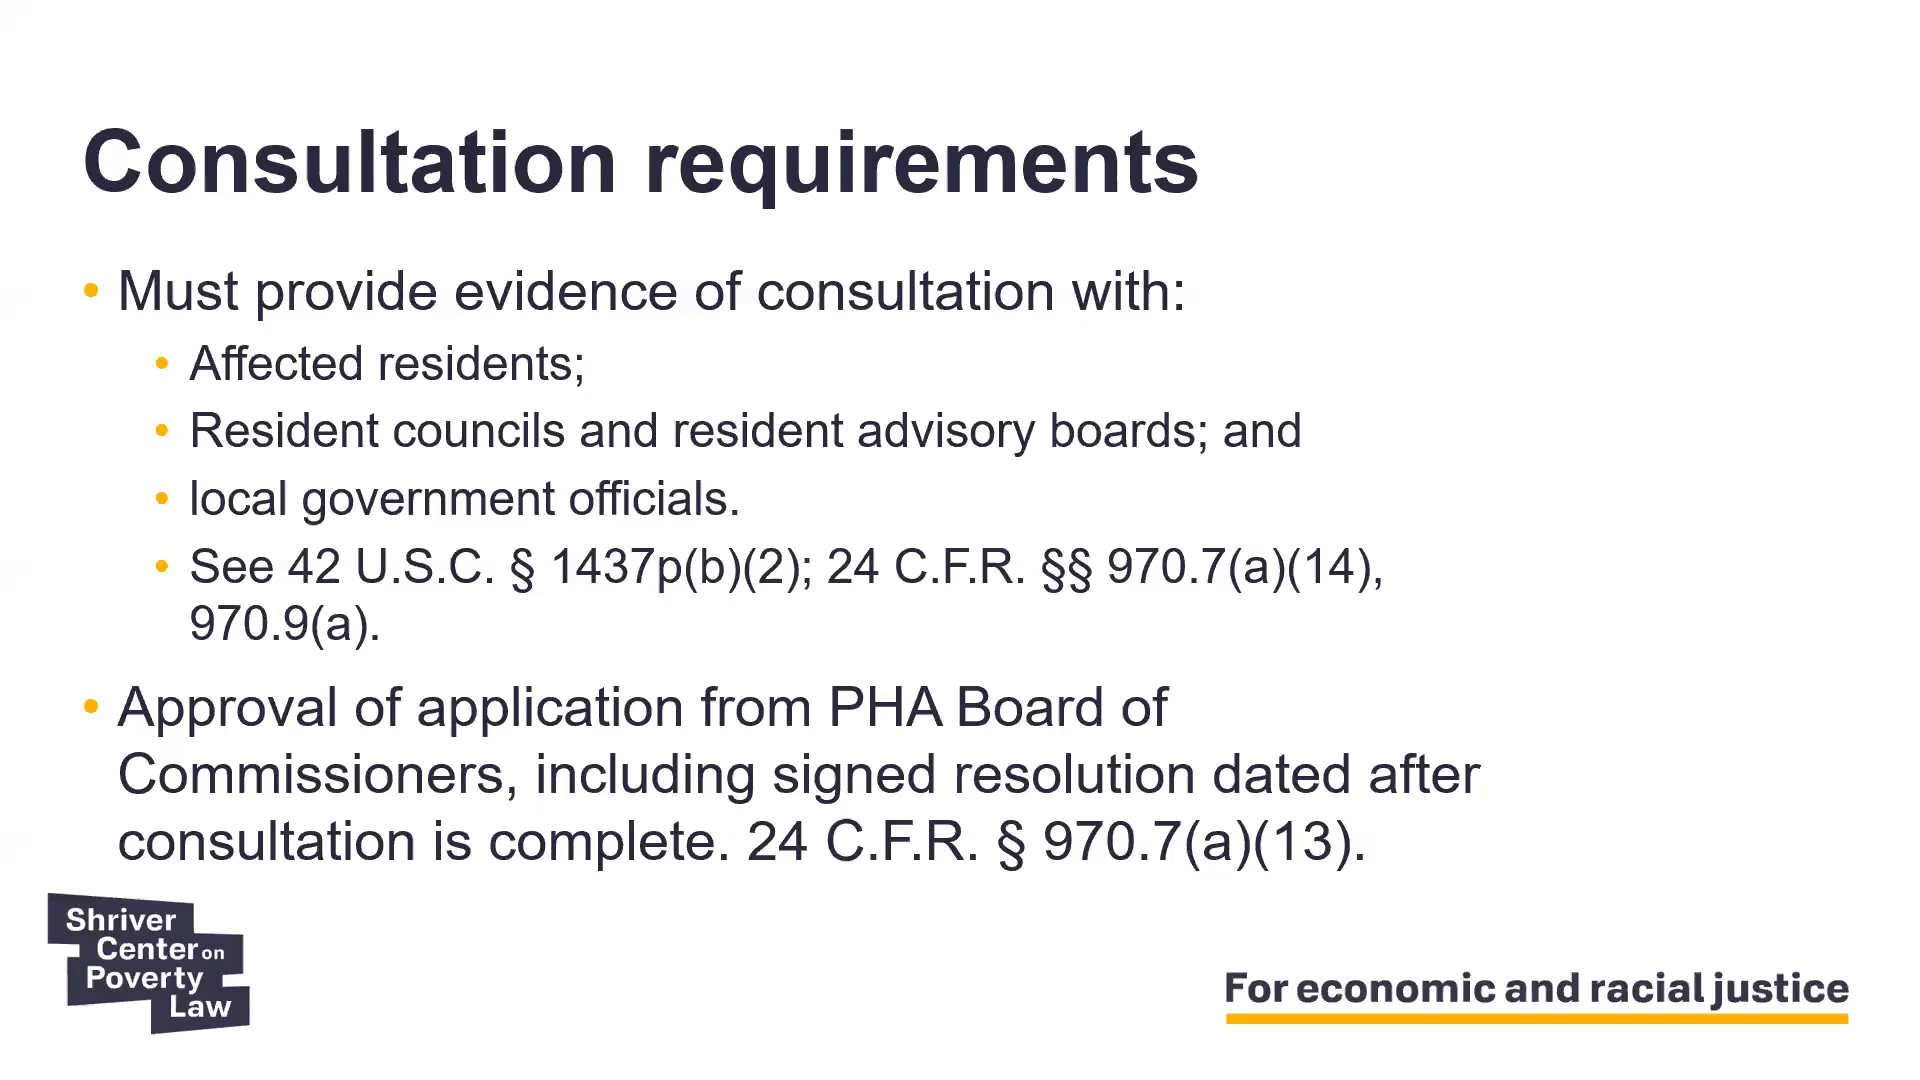 Consultation requirements
• Must provide evidence of consultation with:
• Affected residents;
• Resident councils and resident advisory boards; and
• local government officials.
• See 42 U.S.C. § 1437p(b)(2); 24 C.F.R. §§ 970.7(a)(14),
970.9(a).
• Approval of application from PHA Board of
Commissioners, including signed resolution dated after
consultation is complete. 24 C.F.R. § 970.7(a)(13).
Shriver
Center on
Poverty
Law
For economic and racial justice